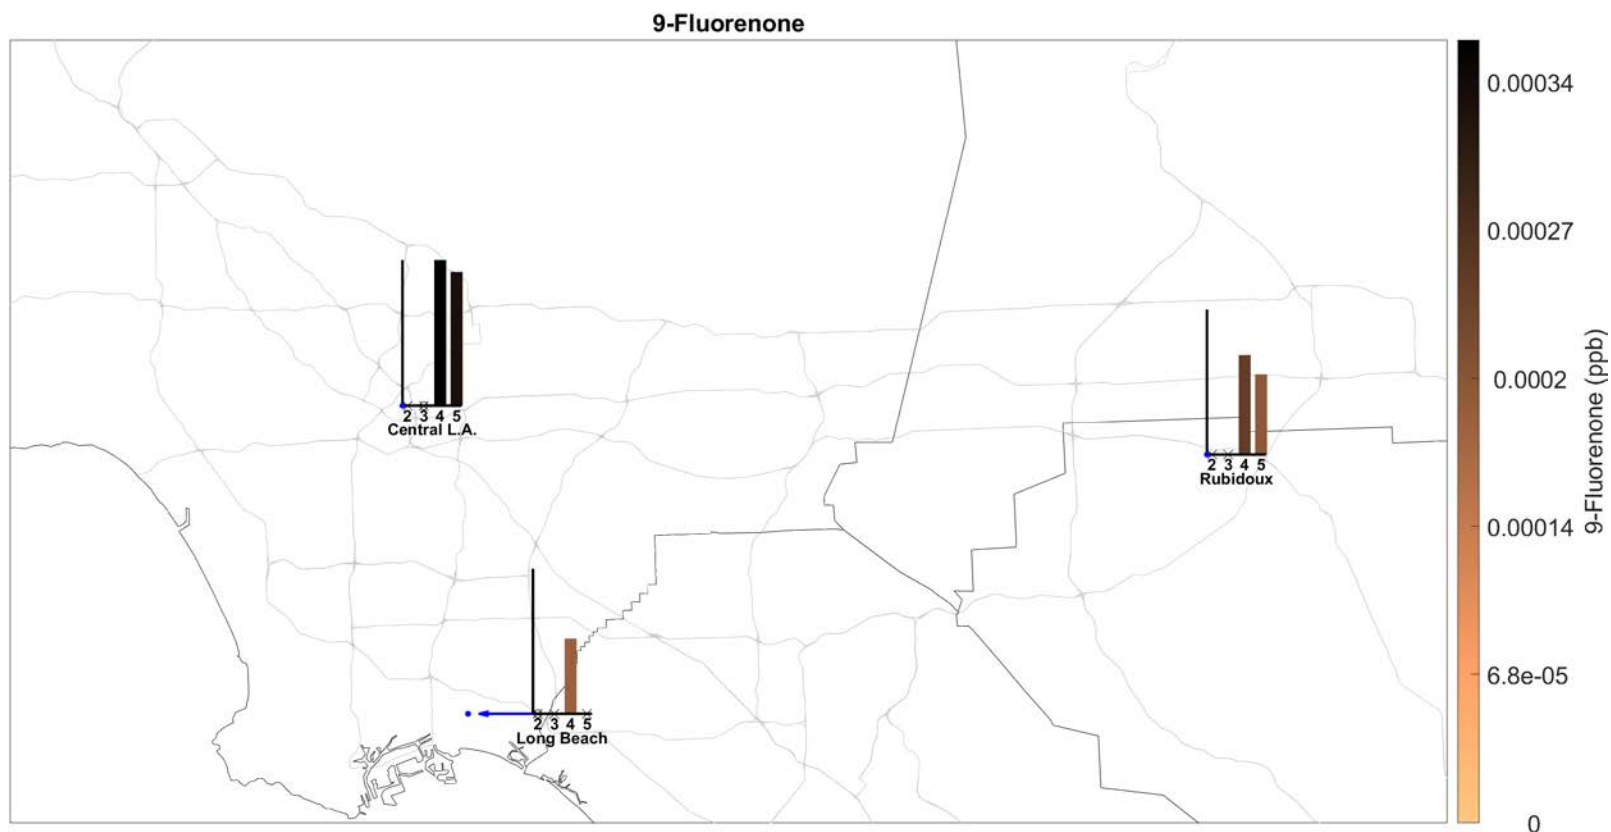 9-Fluorenone
0.00034
0.00027
0.0002
0.00014
6.8e-05
0
9-Fluorenone (ppb)
2 3 4 5
Central L.A.
2 3 4 5
Rubidoux
2 3 4 5
Long Beach